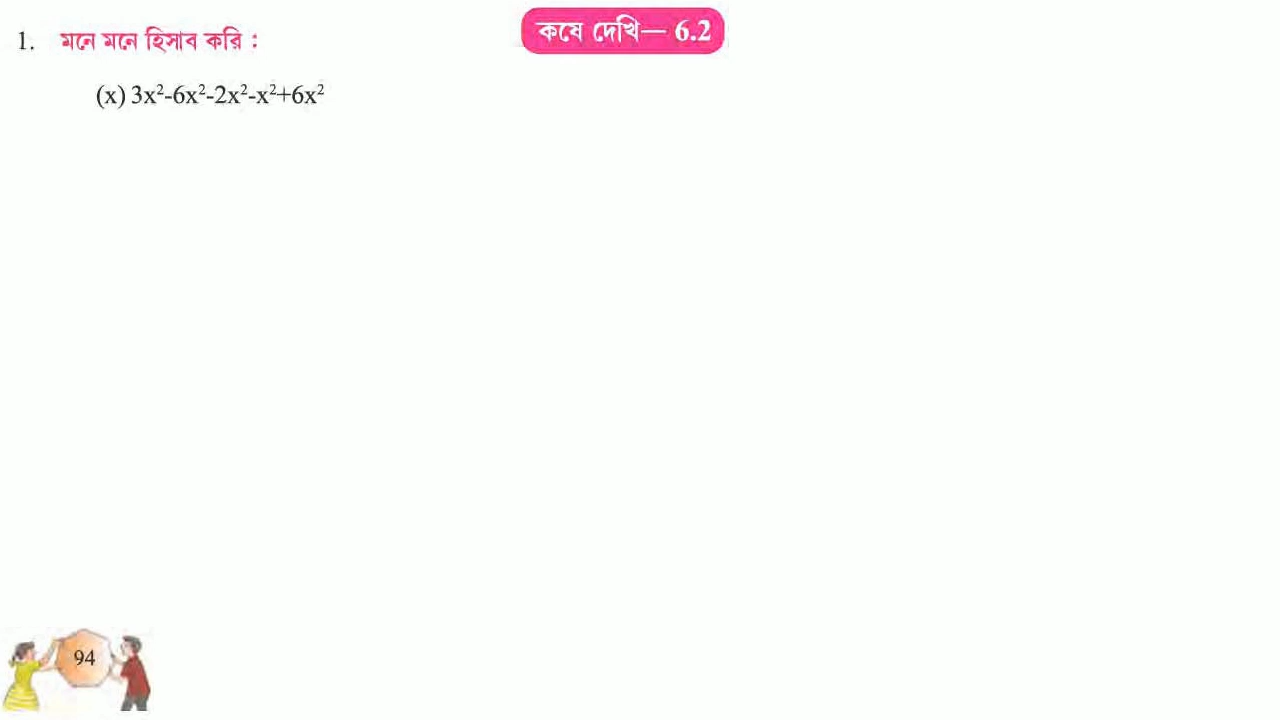 কষে দেখি— 6.2
1. মনে মনে হিসাব করি :
(x) 3x²-6x²-2x²-x²+6x²
94